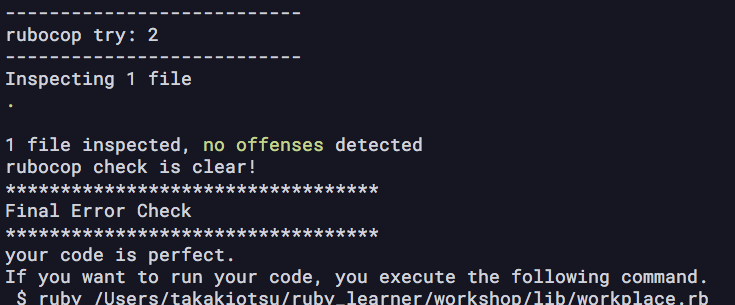 ---------------------------
rubocop try: 2
---------------------------
Inspecting 1 file
.
1 file inspected, no offenses detected
rubocop check is clear!
**********************************
Final Error Check
**********************************
your code is perfect.
If you want to run your code, you execute the following command.
$ ruby /Users/takakiotsu/ruby_learner/workshop/lib/workplace.rb